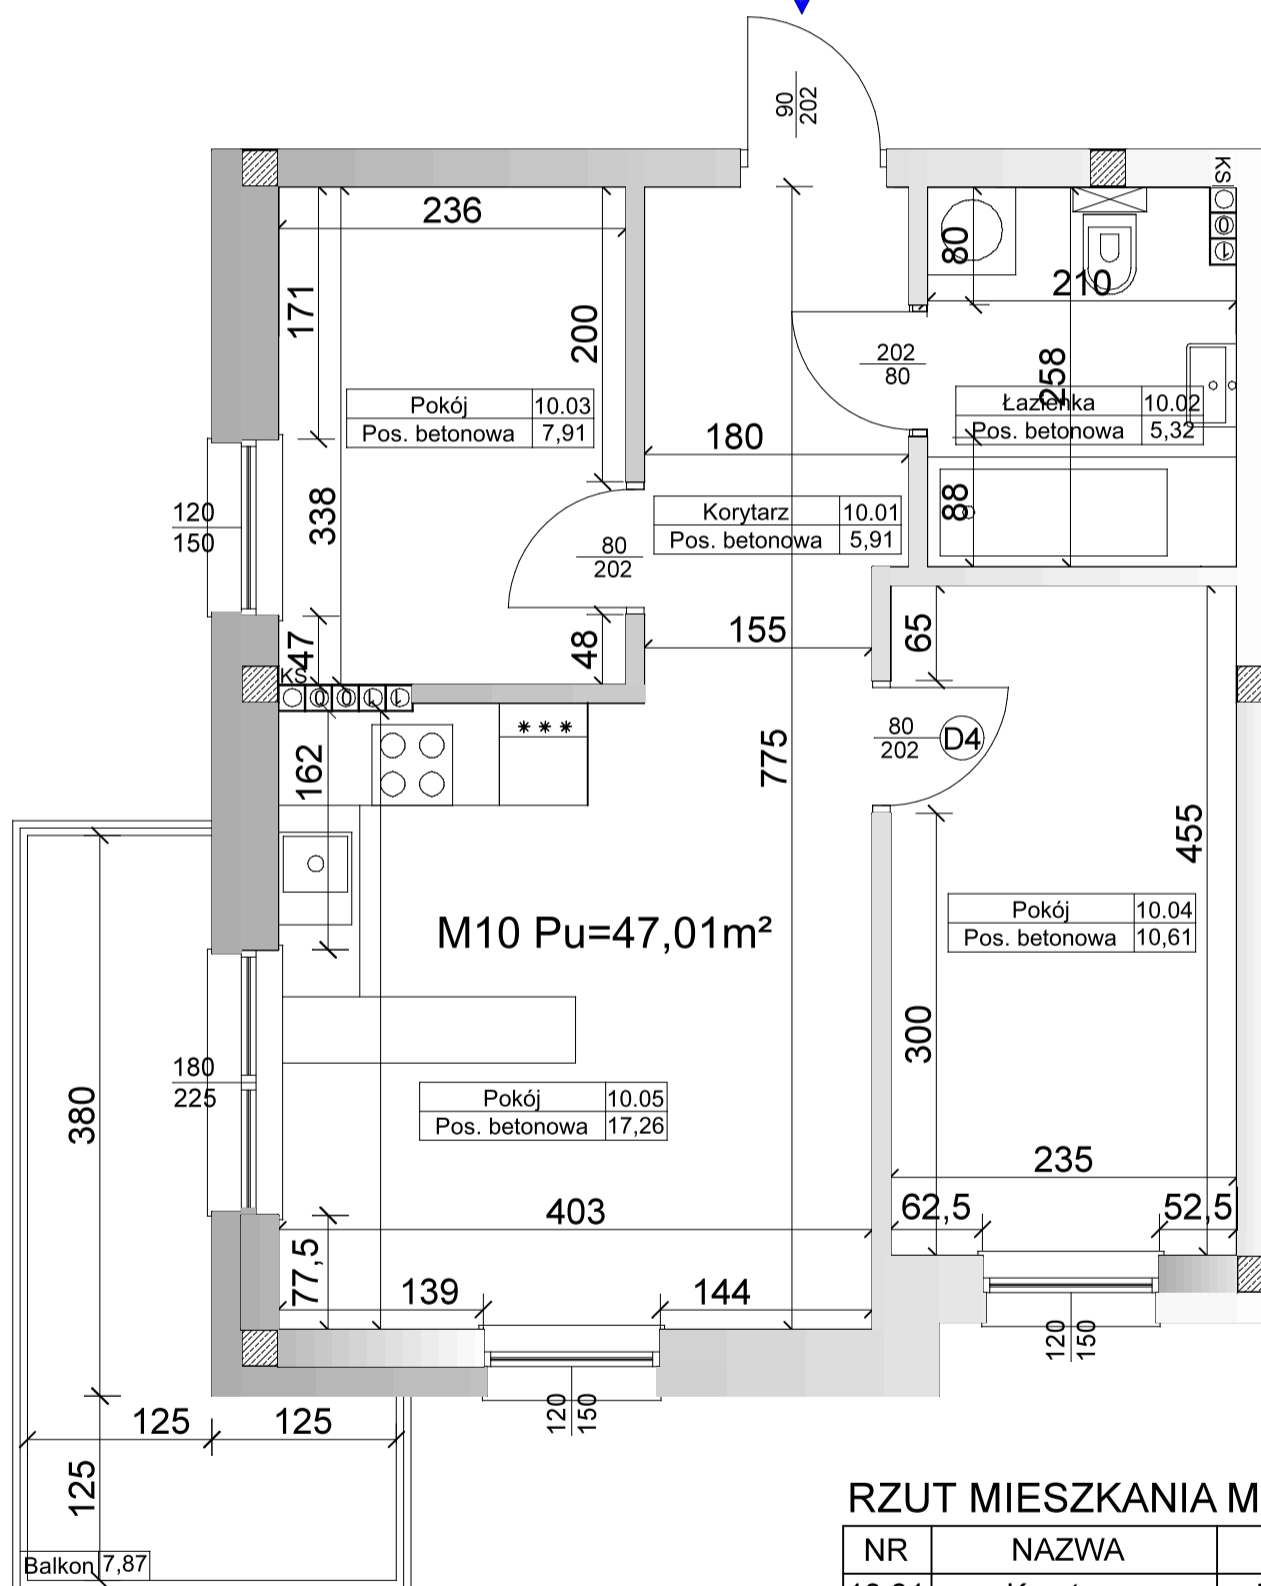 90
202
KS
236
80
210
171
200
258
202
80
Pokój 10.03
Pos. betonowa 7,91
Łazienka 10.02
Pos. betonowa 5,32
180
338
88
120
150
Korytarz 10.01
Pos. betonowa 5,91
80
202
155
65
47
48
KS
***
80
202
D4
162
775
455
M10 Pu=47,01m²
Pokój 10.04
Pos. betonowa 10,61
300
180
225
380
Pokój 10.05
Pos. betonowa 17,26
235
403
62,5
52,5
77,5
139
144
120
150
120
150
125
125
125
RZUT MIESZKANIA M
NR NAZWA
Balkon 7,87